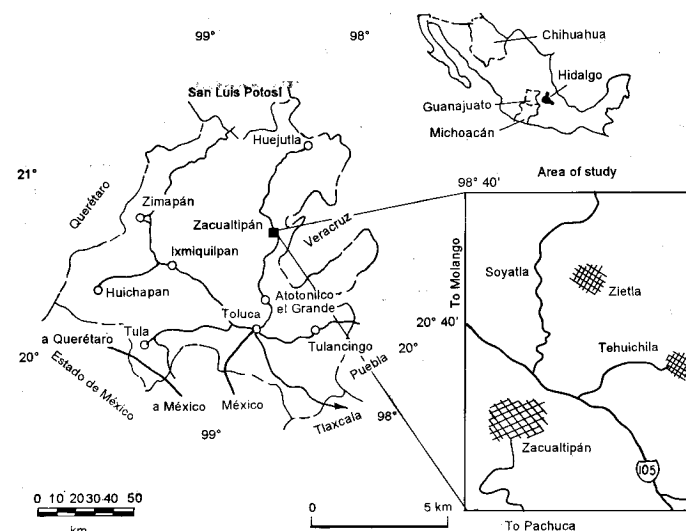 99°
98°
Chihuahua
Hidalgo
Guanajuato
Michoacán
San Luis Potosí
Huejutla
21°
Querétaro
Zimapán
Zacualtipán
Veracruz
Ixmiquilpan
Huichapan
Atotonilco
el Grande
Toluca
Tula
Tulancingo
a Querétaro
20°
20°
Estado de México
a México
México
Puebla
Tlaxcala
99°
98°
0 10 20 30 40 50
km
0 5 km
Area of study
98° 40'
To Molango
Soyatla
Zietla
20° 40'
Tehuichila
Zacualtipán
105
To Pachuca